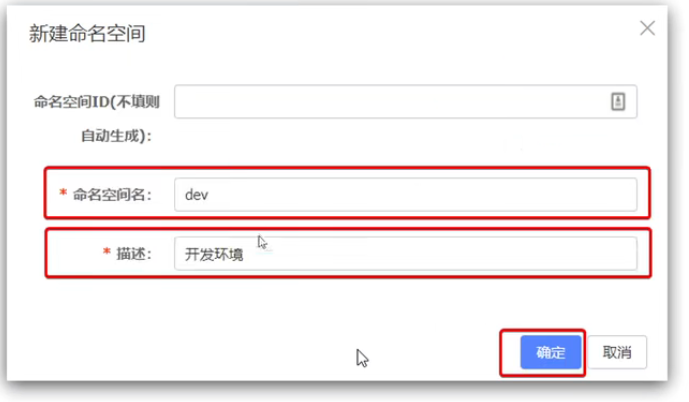 新建命名空间
命名空间ID(不填则
自动生成)：
* 命名空间名： dev
* 描述： 开发环境
确定 取消